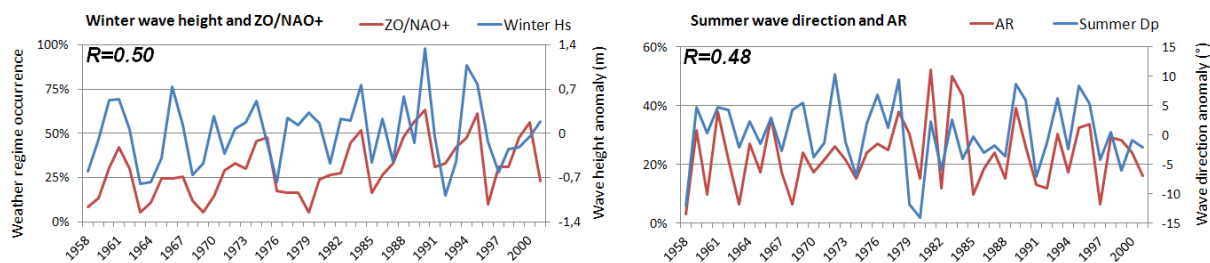 Winter wave height and ZO/NAO+
ZO/NAO+ Winter Hs
R=0.50
Weather regime occurrence
100%
75%
50%
25%
0%
1,4
0,7
0
-0,7
-1,4
Wave height anomaly (m)
1958 1961 1964 1967 1970 1973 1976 1979 1982 1985 1988 1991 1994 1997 2000
Summer wave direction and AR
AR Summer Dp
R=0.48
60%
40%
20%
0%
15
10
5
0
-5
-10
-15
Wave direction anomaly (°)
1958 1961 1964 1967 1970 1973 1976 1979 1982 1985 1988 1991 1994 1997 2000